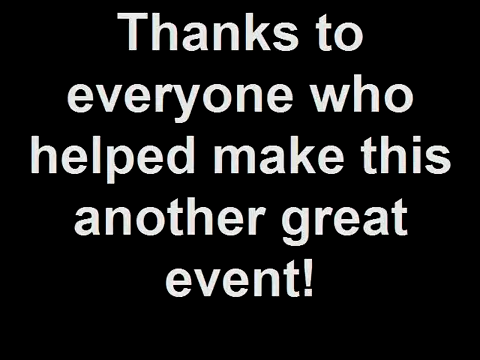 Thanks to
everyone who
helped make this
another great
event!